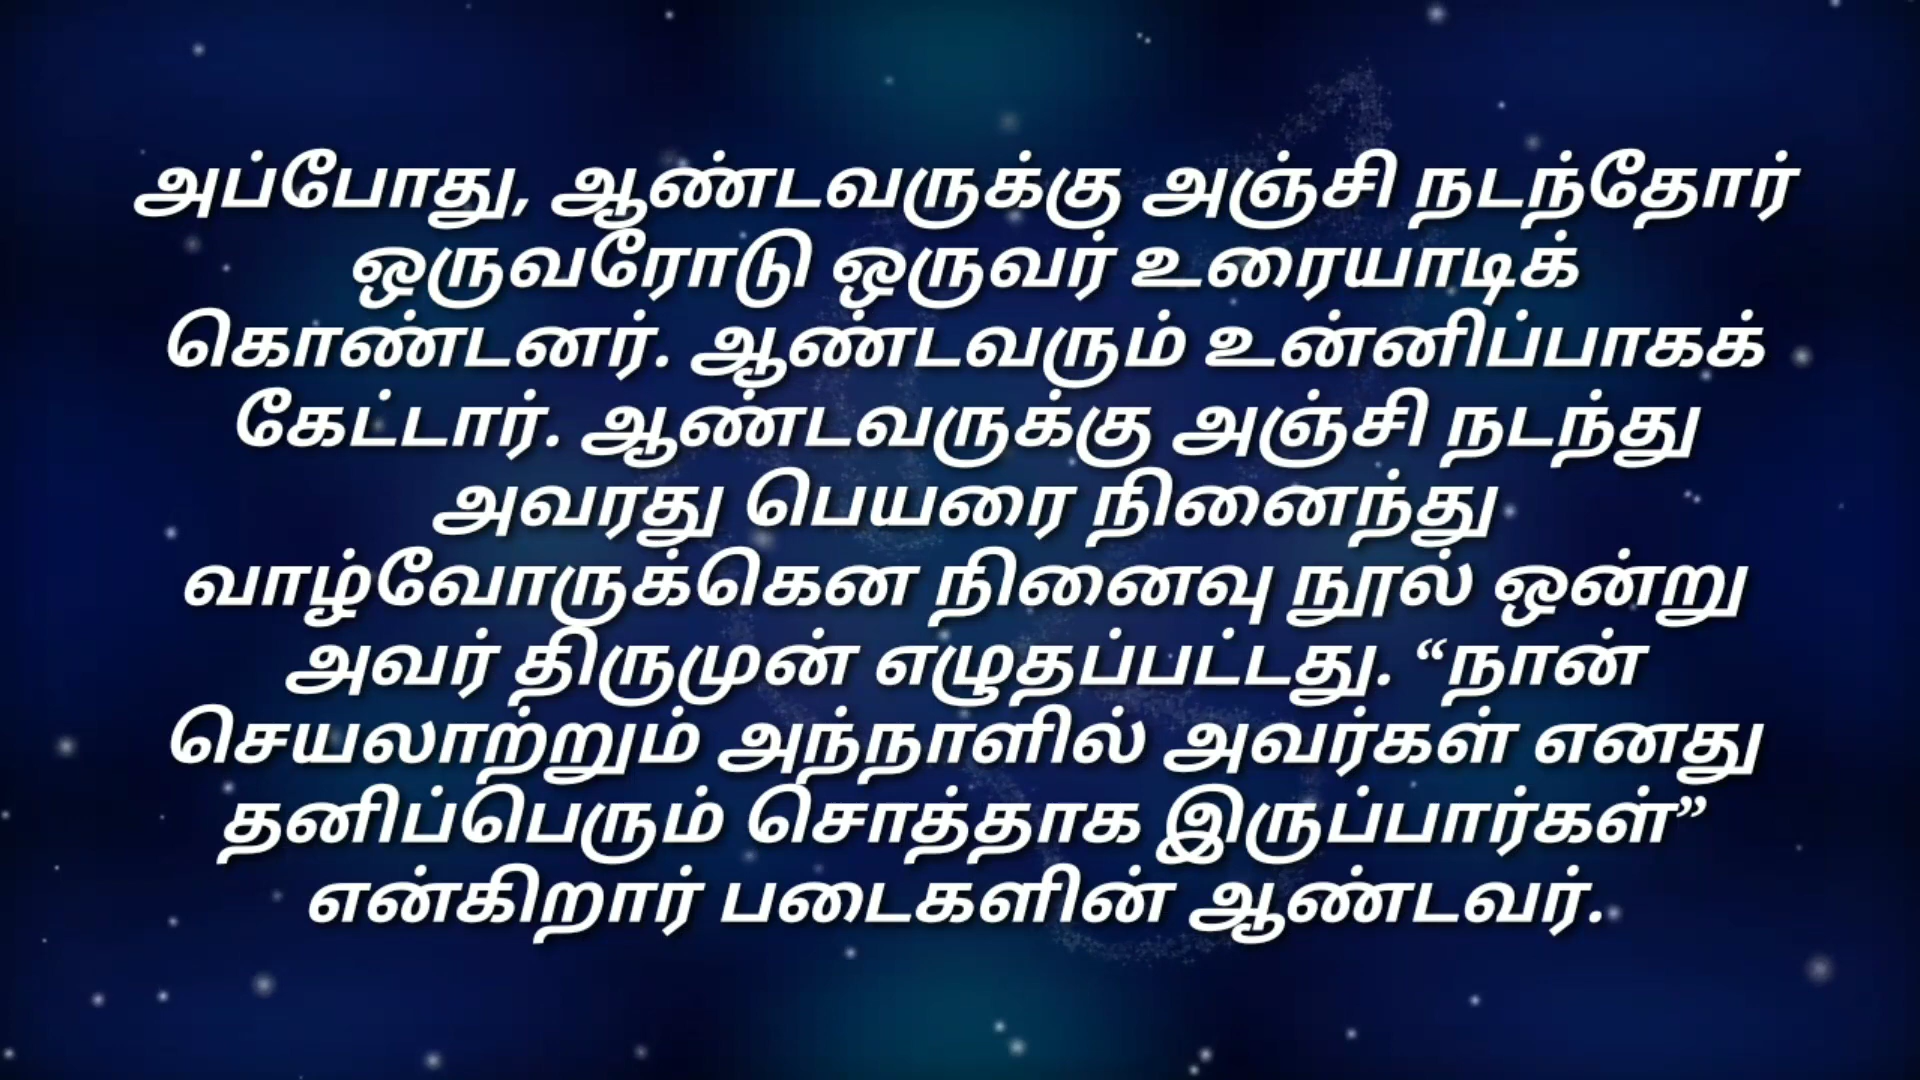 அப்போது, ஆண்டவருக்கு அஞ்சி நடந்தோர்
ஒருவரோடு ஒருவர் உரையாடிக்
கொண்டனர். ஆண்டவரும் உன்னிப்பாகக்
கேட்டார். ஆண்டவருக்கு அஞ்சி நடந்து
அவரது பெயரை நினைந்து
வாழ்வோருக்கென நினைவு நூல் ஒன்று
அவர் திருமுன் எழுதப்பட்டது. “நான்
செயலாற்றும் அந்நாளில் அவர்கள் எனது
தனிப்பெரும் சொத்தாக இருப்பார்கள்”
என்கிறார் படைகளின் ஆண்டவர்.